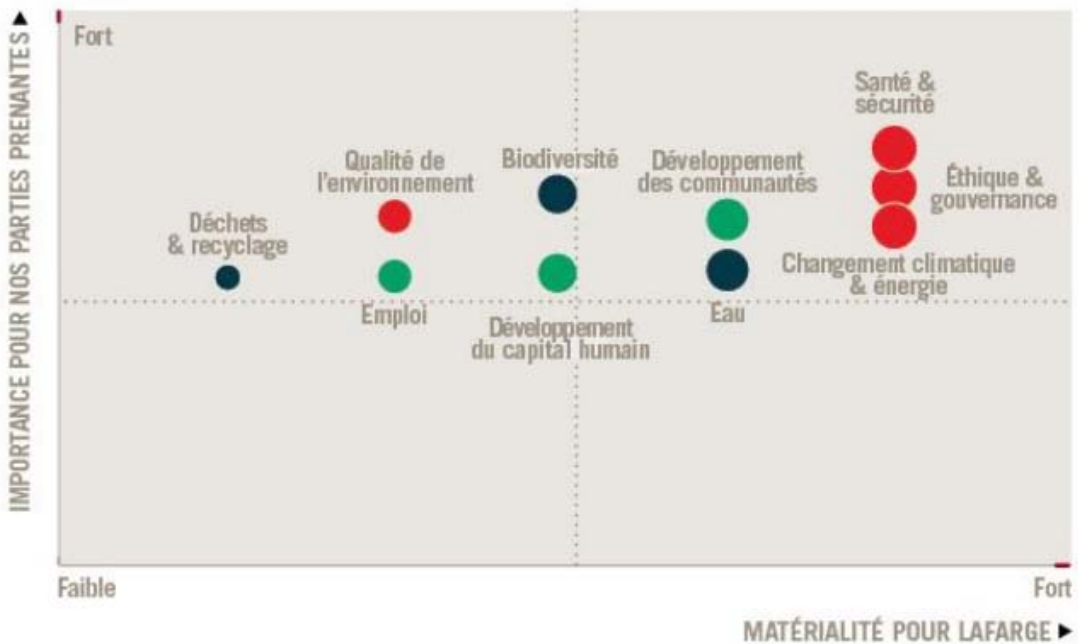 IMPORTANCE POUR NOS PARTIES PRENANTES ▲
Fort
Santé &
sécurité
Qualité de
l'environnement
Biodiversité
Développement
des communautés
Éthique &
gouvernance
Déchets
& recyclage
Changement climatique
& énergie
Emploi
Développement
du capital humain
Eau
Faible
Fort
MATÉRIALITÉ POUR LAFARGE ▶